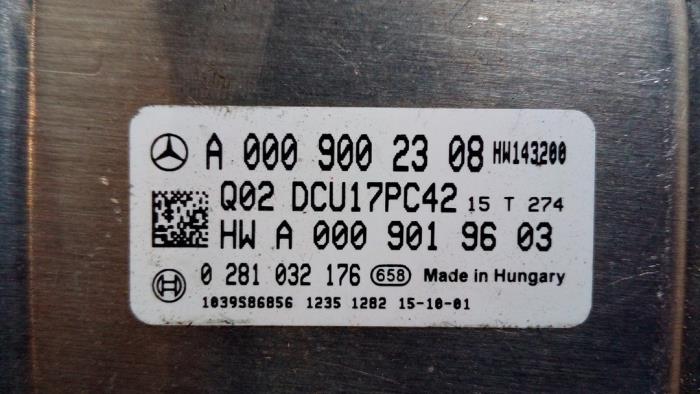 A 000 900 23 08 HW143200
Q02 DCU17PC42 15 T 274
HW A 000 901 96 03
0 281 032 176 658 Made in Hungary
1039S86856 1235 1282 15-10-01